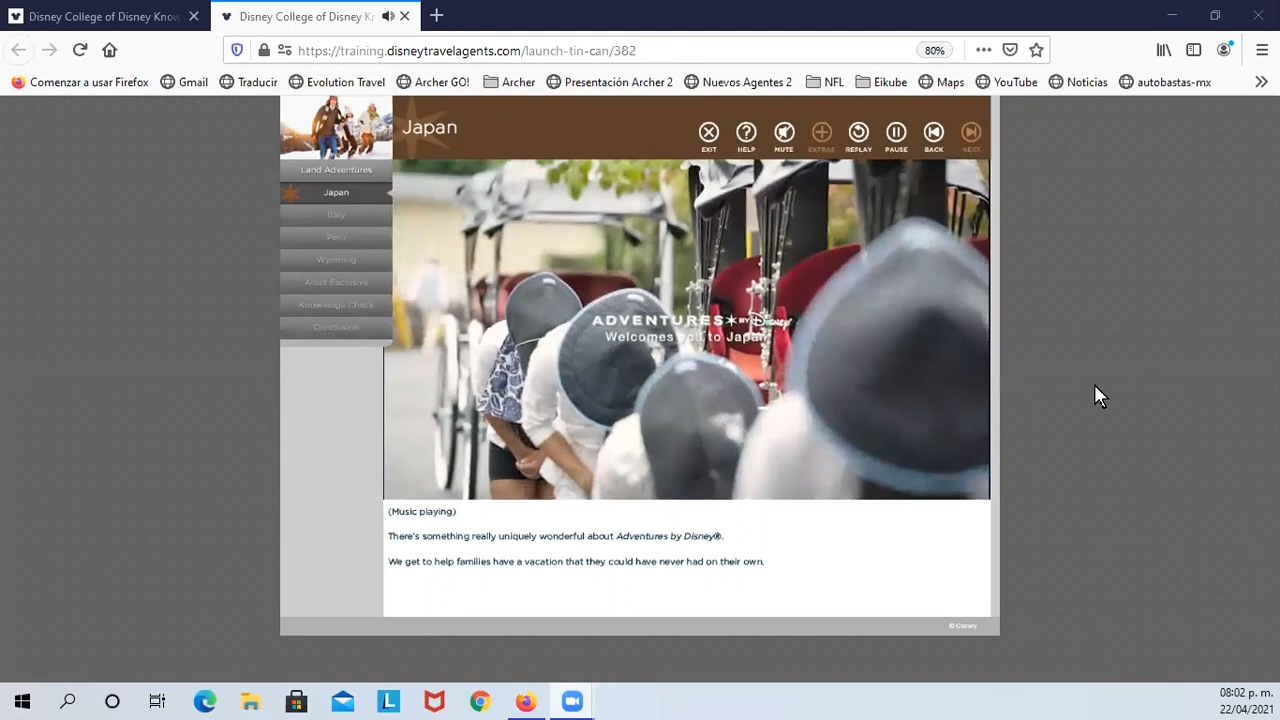 Disney College of Disney Know
Disney College of Disney Kr
https://training.disneytravelagents.com/launch-tin-can/382
80%
Comenzar a usar Firefox
Gmail
Traducir
Evolution Travel
Archer GO!
Archer
Presentación Archer 2
Nuevos Agentes 2
NFL
Eikube
Maps
YouTube
Noticias
autobastas-mx
Japan
EXIT
HELP
MUTE
EXTRAS
REPLAY
PAUSE
BACK
NEXT
Land Adventures
Japan
Italy
Peru
Wyoming
Adult Exclusive
Knowledge Check
Conclusion
ADVENTURES BY Disney
Welcomes you to Japan
(Music playing)
There's something really uniquely wonderful about Adventures by Disney®.
We get to help families have a vacation that they could have never had on their own.
© Disney
08:02 p. m.
22/04/2021